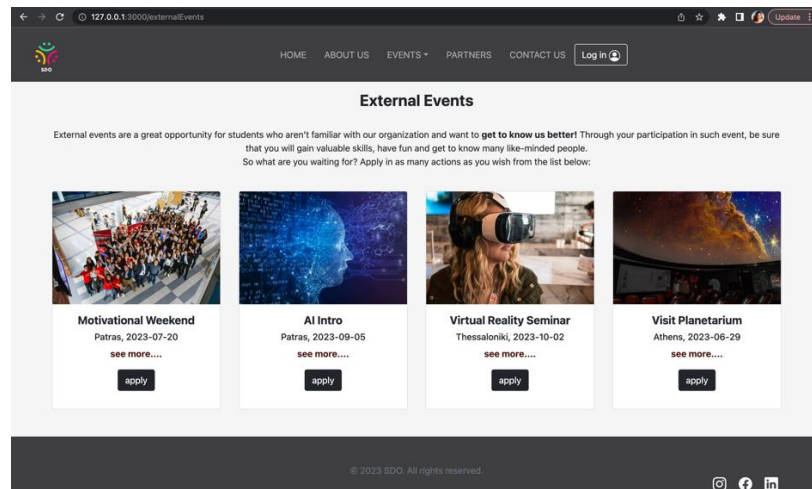 127.0.0.1:3000/externalEvents
Update
SDO
HOME ABOUT US EVENTS PARTNERS CONTACT US Log in
External Events
External events are a great opportunity for students who aren't familiar with our organization and want to get to know us better! Through your participation in such event, be sure
that you will gain valuable skills, have fun and get to know many like-minded people.
So what are you waiting for? Apply in as many actions as you wish from the list below:
Motivational Weekend
Patras, 2023-07-20
see more....
apply
AI Intro
Patras, 2023-09-05
see more....
apply
Virtual Reality Seminar
Thessaloniki, 2023-10-02
see more....
apply
Visit Planetarium
Athens, 2023-06-29
see more....
apply
© 2023 SDO. All rights reserved.